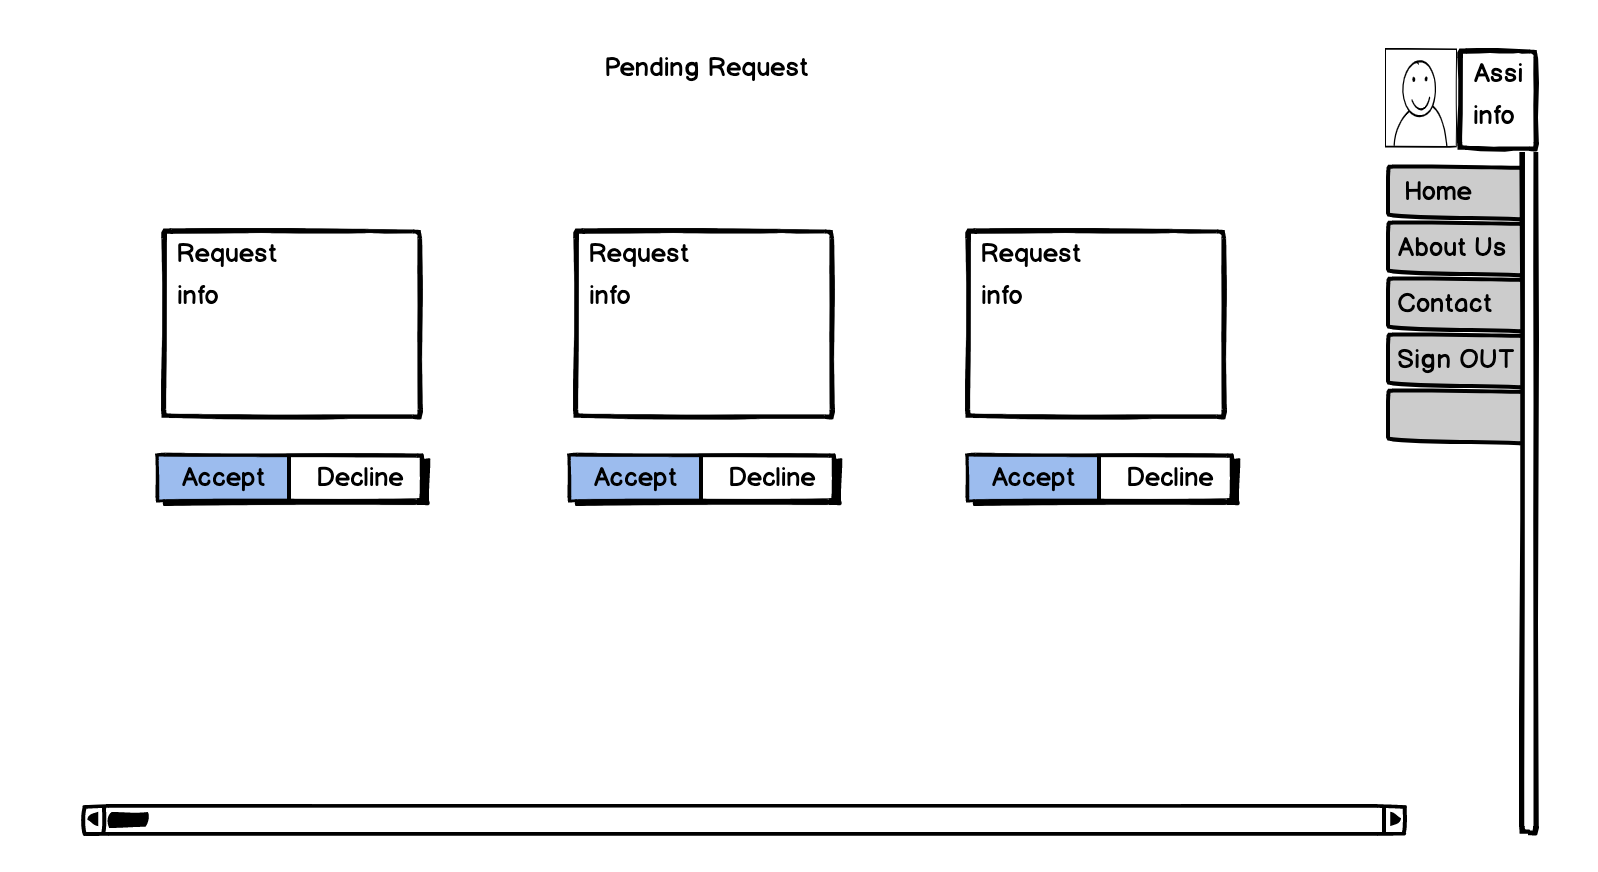 Pending Request
Assi
info
Home
About Us
Contact
Sign OUT
Request
info
Request
info
Request
info
Accept Decline
Accept Decline
Accept Decline